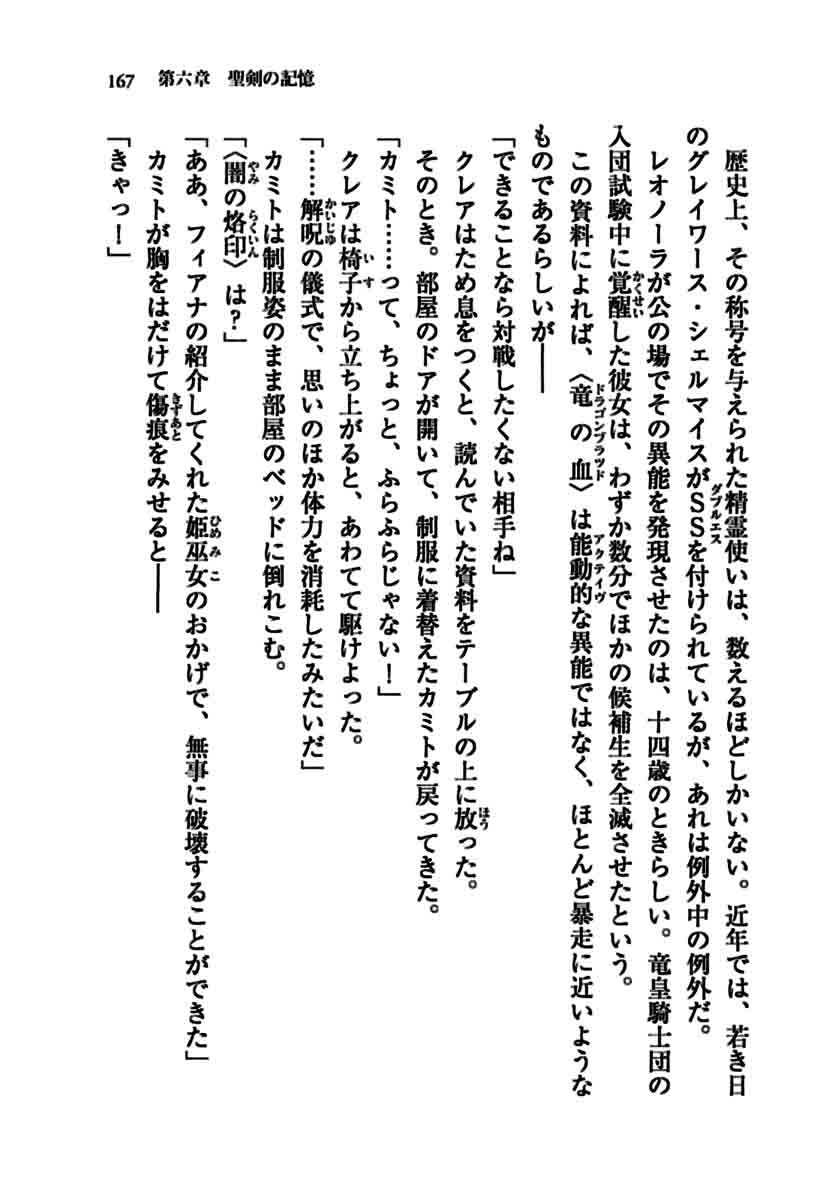 167 第六章 聖剣の記憶
歴史上、その称号を与えられた精霊使いは、数えるほどしかいない。近年では、若き日
のグレイワース・シェルマイスがSSを付けられているが、あれは例外中の例外だ。
ダブルエス
レオノーラが公の場でその異能を発現させたのは、十四歳のときらしい。竜皇騎士団の
入団試験中に覚醒した彼女は、わずか数分でほかの候補生を全滅させたという。
かくせい
この資料によれば、〈竜の血〉は能動的な異能ではなく、ほとんど暴走に近いような
ドラゴンブラッド アクティヴ
ものであるらしいが――
「できることなら対戦したくない相手ね」
クレアはため息をつくと、読んでいた資料をテーブルの上に放った。
ほう
そのとき。部屋のドアが開いて、制服に着替えたカミトが戻ってきた。
「カミト……って、ちょっと、ふらふらじゃない!」
クレアは椅子から立ち上がると、あわてて駆けよった。
いす
「……解呪の儀式で、思いのほか体力を消耗したみたいだ」
かいじゆ
カミトは制服姿のまま部屋のベッドに倒れこむ。
「〈闇の烙印〉は?」
やみ らくいん
「ああ、フィアナの紹介してくれた姫巫女のおかげで、無事に破壊することができた」
ひめみこ
カミトが胸をはだけて傷痕をみせると――
きずあと
「きゃっ!」